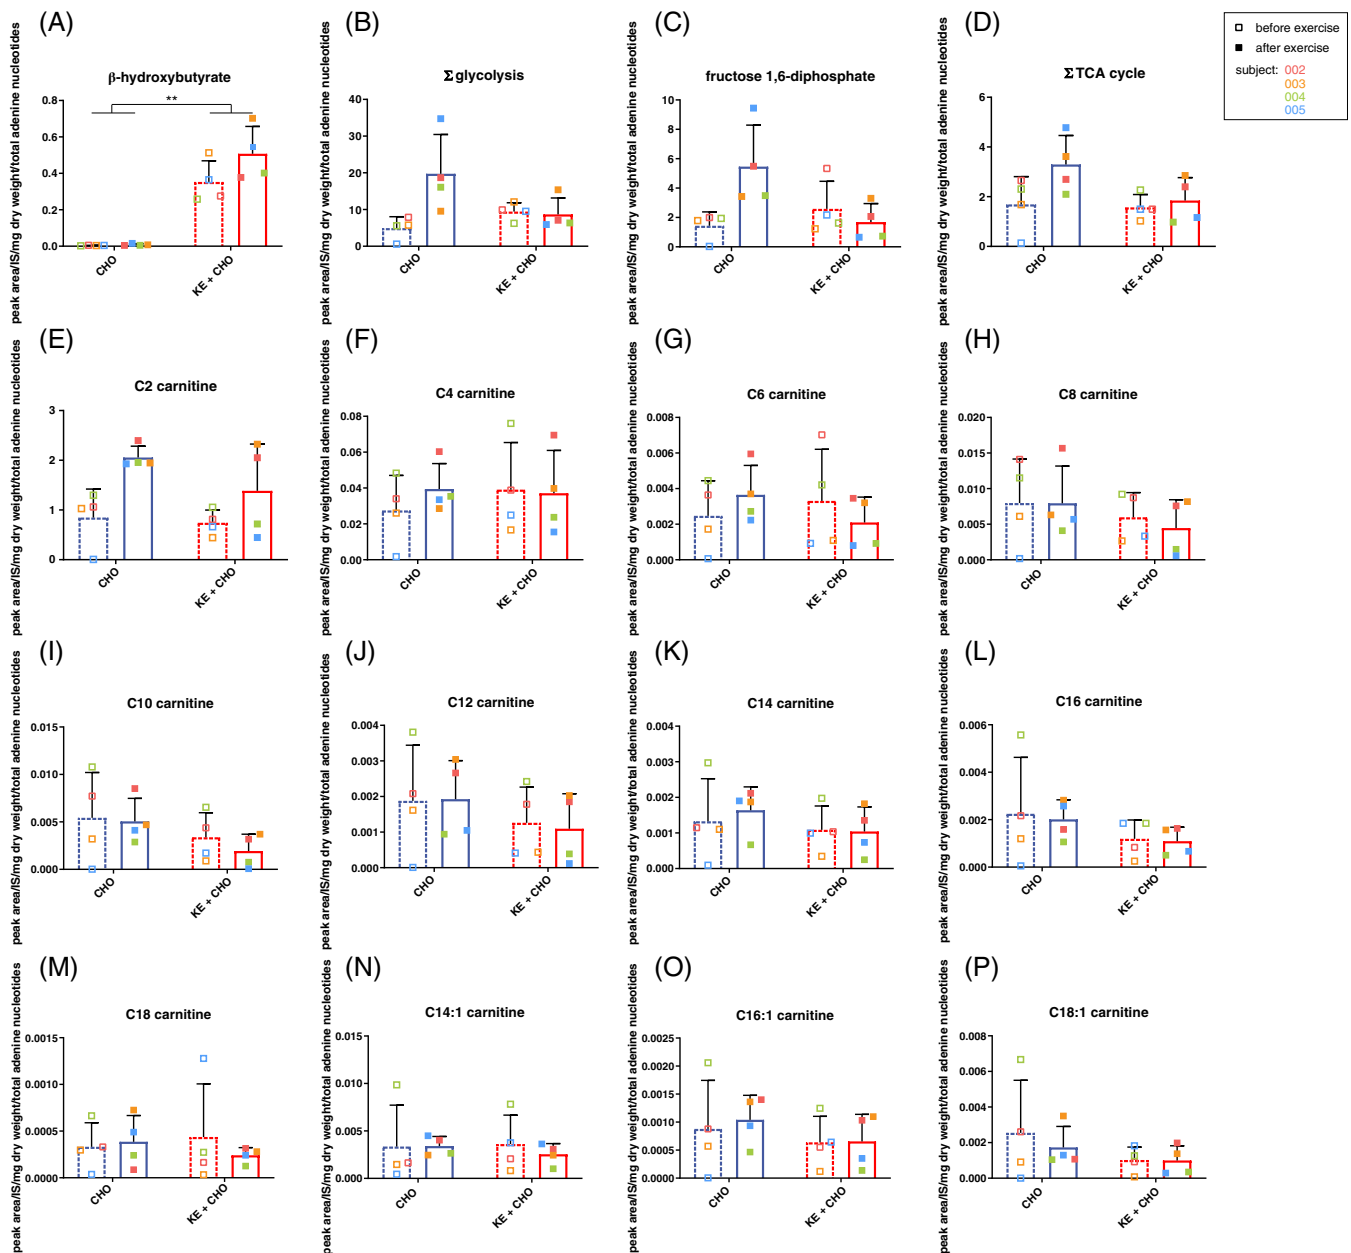 (A)
(B)
(C)
(D)
before exercise
after exercise
subject: 002
003
004
005
peak area/IS/mg dry weight/total adenine nucleotides
β-hydroxybutyrate
**
0.8
0.6
0.4
0.2
0.0
CHO
KE + CHO
peak area/IS/mg dry weight/total adenine nucleotides
Σ glycolysis
40
30
20
10
0
CHO
KE + CHO
peak area/IS/mg dry weight/total adenine nucleotides
fructose 1,6-diphosphate
10
8
6
4
2
0
CHO
KE + CHO
peak area/IS/mg dry weight/total adenine nucleotides
Σ TCA cycle
6
4
2
0
CHO
KE + CHO
(E)
(F)
(G)
(H)
peak area/IS/mg dry weight/total adenine nucleotides
C2 carnitine
3
2
1
0
CHO
KE + CHO
peak area/IS/mg dry weight/total adenine nucleotides
C4 carnitine
0.08
0.06
0.04
0.02
0.00
CHO
KE + CHO
peak area/IS/mg dry weight/total adenine nucleotides
C6 carnitine
0.008
0.006
0.004
0.002
0.000
CHO
KE + CHO
peak area/IS/mg dry weight/total adenine nucleotides
C8 carnitine
0.020
0.015
0.010
0.005
0.000
CHO
KE + CHO
(I)
(J)
(K)
(L)
peak area/IS/mg dry weight/total adenine nucleotides
C10 carnitine
0.015
0.010
0.005
0.000
CHO
KE + CHO
peak area/IS/mg dry weight/total adenine nucleotides
C12 carnitine
0.004
0.003
0.002
0.001
0.000
CHO
KE + CHO
peak area/IS/mg dry weight/total adenine nucleotides
C14 carnitine
0.004
0.003
0.002
0.001
0.000
CHO
KE + CHO
peak area/IS/mg dry weight/total adenine nucleotides
C16 carnitine
0.006
0.004
0.002
0.000
CHO
KE + CHO
(M)
(N)
(O)
(P)
peak area/IS/mg dry weight/total adenine nucleotides
C18 carnitine
0.0015
0.0010
0.0005
0.0000
CHO
KE + CHO
peak area/IS/mg dry weight/total adenine nucleotides
C14:1 carnitine
0.015
0.010
0.005
0.000
CHO
KE + CHO
peak area/IS/mg dry weight/total adenine nucleotides
C16:1 carnitine
0.0025
0.0020
0.0015
0.0010
0.0005
0.0000
CHO
KE + CHO
peak area/IS/mg dry weight/total adenine nucleotides
C18:1 carnitine
0.008
0.006
0.004
0.002
0.000
CHO
KE + CHO